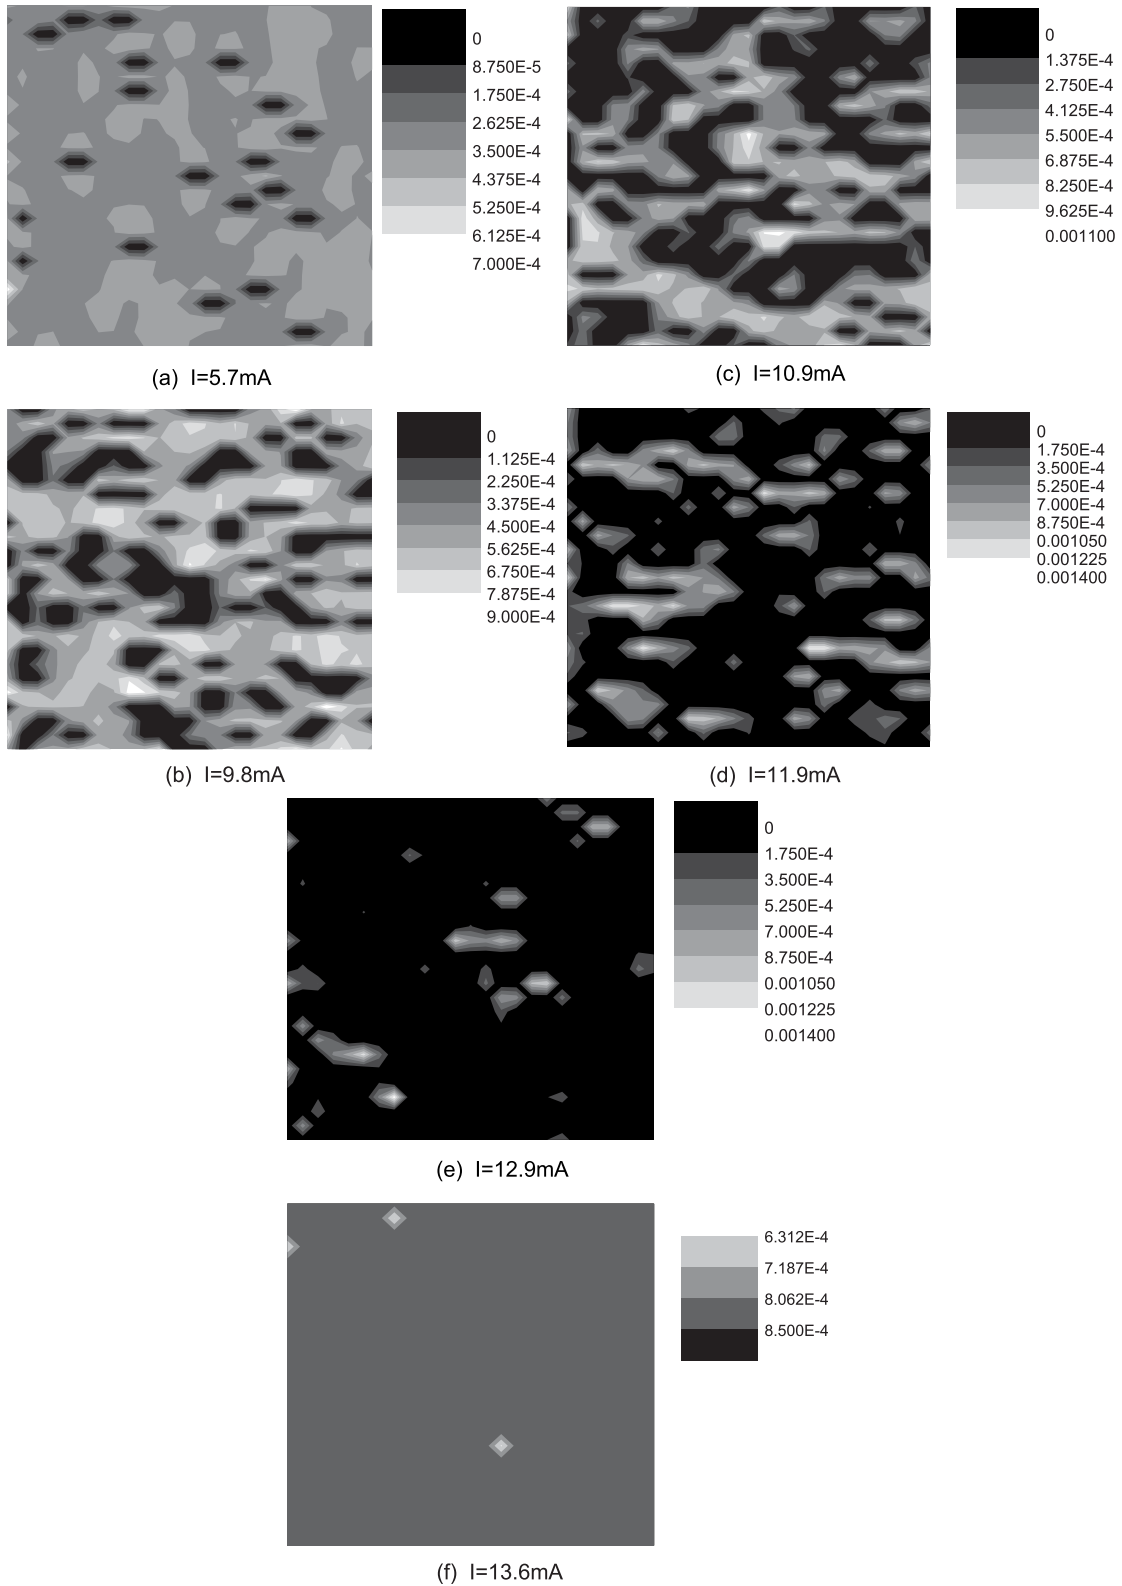 0
8.750E-5
1.750E-4
2.625E-4
3.500E-4
4.375E-4
5.250E-4
6.125E-4
7.000E-4
(a) I=5.7mA
0
1.375E-4
2.750E-4
4.125E-4
5.500E-4
6.875E-4
8.250E-4
9.625E-4
0.001100
(c) I=10.9mA
0
1.125E-4
2.250E-4
3.375E-4
4.500E-4
5.625E-4
6.750E-4
7.875E-4
9.000E-4
(b) I=9.8mA
0
1.750E-4
3.500E-4
5.250E-4
7.000E-4
8.750E-4
0.001050
0.001225
0.001400
(d) I=11.9mA
0
1.750E-4
3.500E-4
5.250E-4
7.000E-4
8.750E-4
0.001050
0.001225
0.001400
(e) I=12.9mA
6.312E-4
7.187E-4
8.062E-4
8.500E-4
(f) I=13.6mA